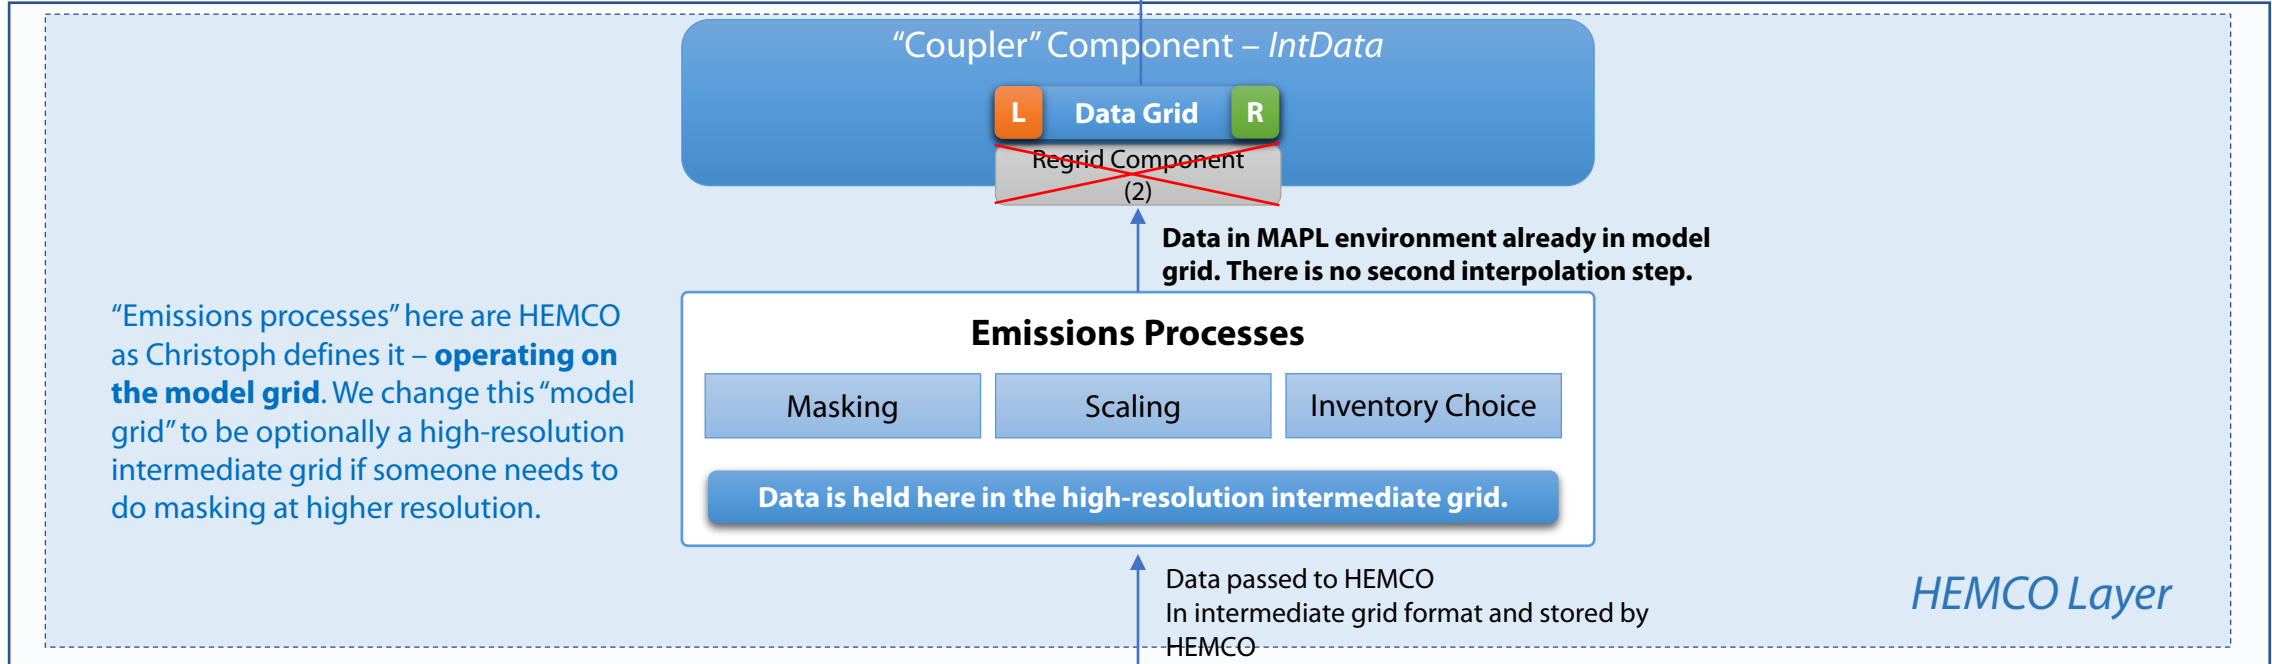 “Coupler” Component – IntData
L
Data Grid
R
Regrid Component
(2)
Data in MAPL environment already in model
grid. There is no second interpolation step.
“Emissions processes” here are HEMCO
as Christoph defines it – operating on
the model grid. We change this “model
grid” to be optionally a high-resolution
intermediate grid if someone needs to
do masking at higher resolution.
Emissions Processes
Masking
Scaling
Inventory Choice
Data is held here in the high-resolution intermediate grid.
Data passed to HEMCO
In intermediate grid format and stored by
HEMCO
HEMCO Layer